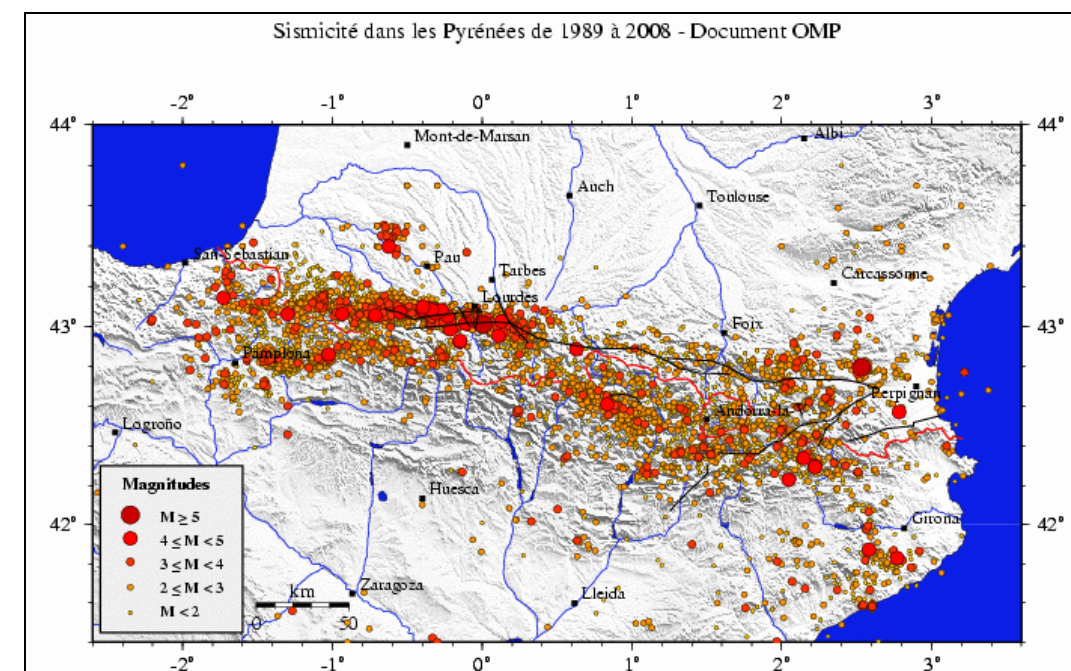 Sismicité dans les Pyrénées de 1989 à 2008 - Document OMP
-2° -1° 0° 1° 2° 3°
44° 44°
Mont-de-Marsan
Albi
Auch
Toulouse
San-Sebastian
Pau
Tarbes
Carcassonne
Lourdes
43° 43°
Foix
Pamplona
Perpignan
Andorra-la-V
Logroño
Huesca
Magnitudes
M ≥ 5
4 ≤ M < 5
3 ≤ M < 4
2 ≤ M < 3
M < 2
42° 42°
Girona
Zaragoza
km
0 50
Lleida
-2° -1° 0° 1° 2° 3°